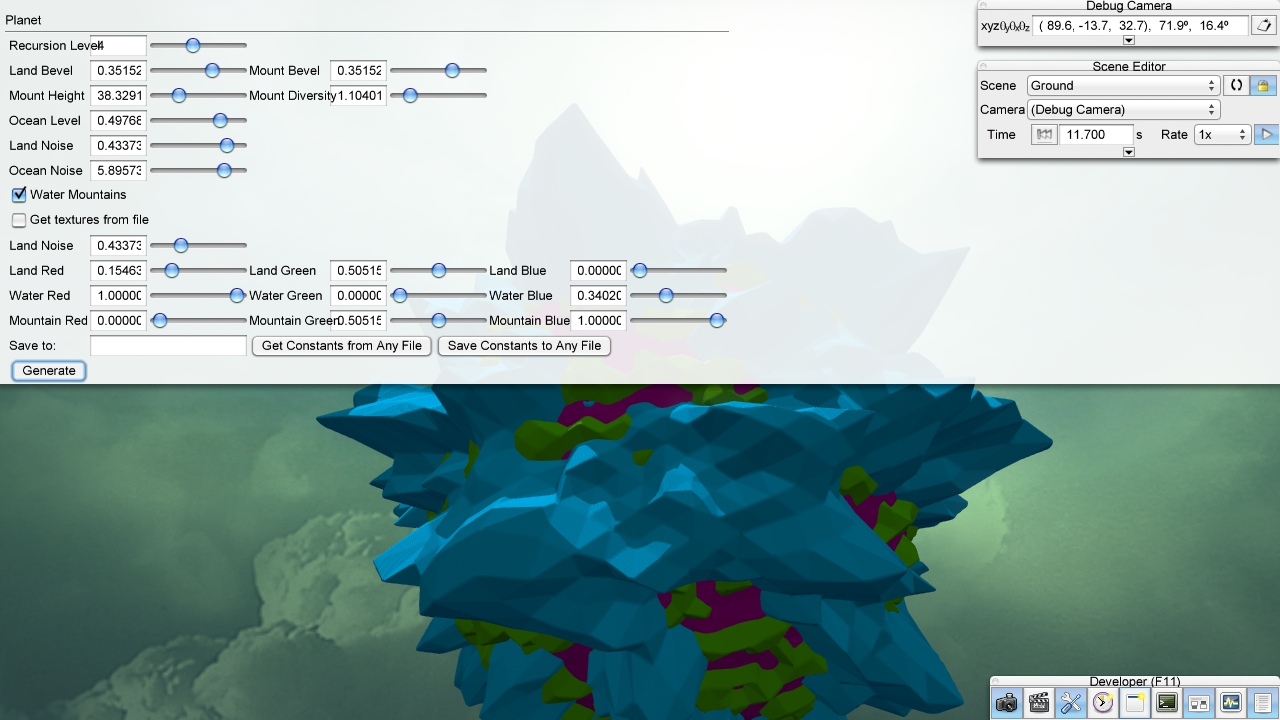 Planet
Recursion Level 4
Land Bevel 0.35152 Mount Bevel 0.35152
Mount Height 38.3291 Mount Diversity 1.10401
Ocean Level 0.49768
Land Noise 0.43373
Ocean Noise 5.89573
Water Mountains
Get textures from file
Land Noise 0.43373
Land Red 0.15463 Land Green 0.50515 Land Blue 0.00000
Water Red 1.00000 Water Green 0.00000 Water Blue 0.34020
Mountain Red 0.00000 Mountain Green 0.50515 Mountain Blue 1.00000
Save to: Get Constants from Any File Save Constants to Any File
Generate
Debug Camera
xyzθyθxθz ( 89.6, -13.7, 32.7), 71.9°, 16.4°
Scene Editor
Scene Ground
Camera (Debug Camera)
Time 11.700 s Rate 1x
Developer (F11)